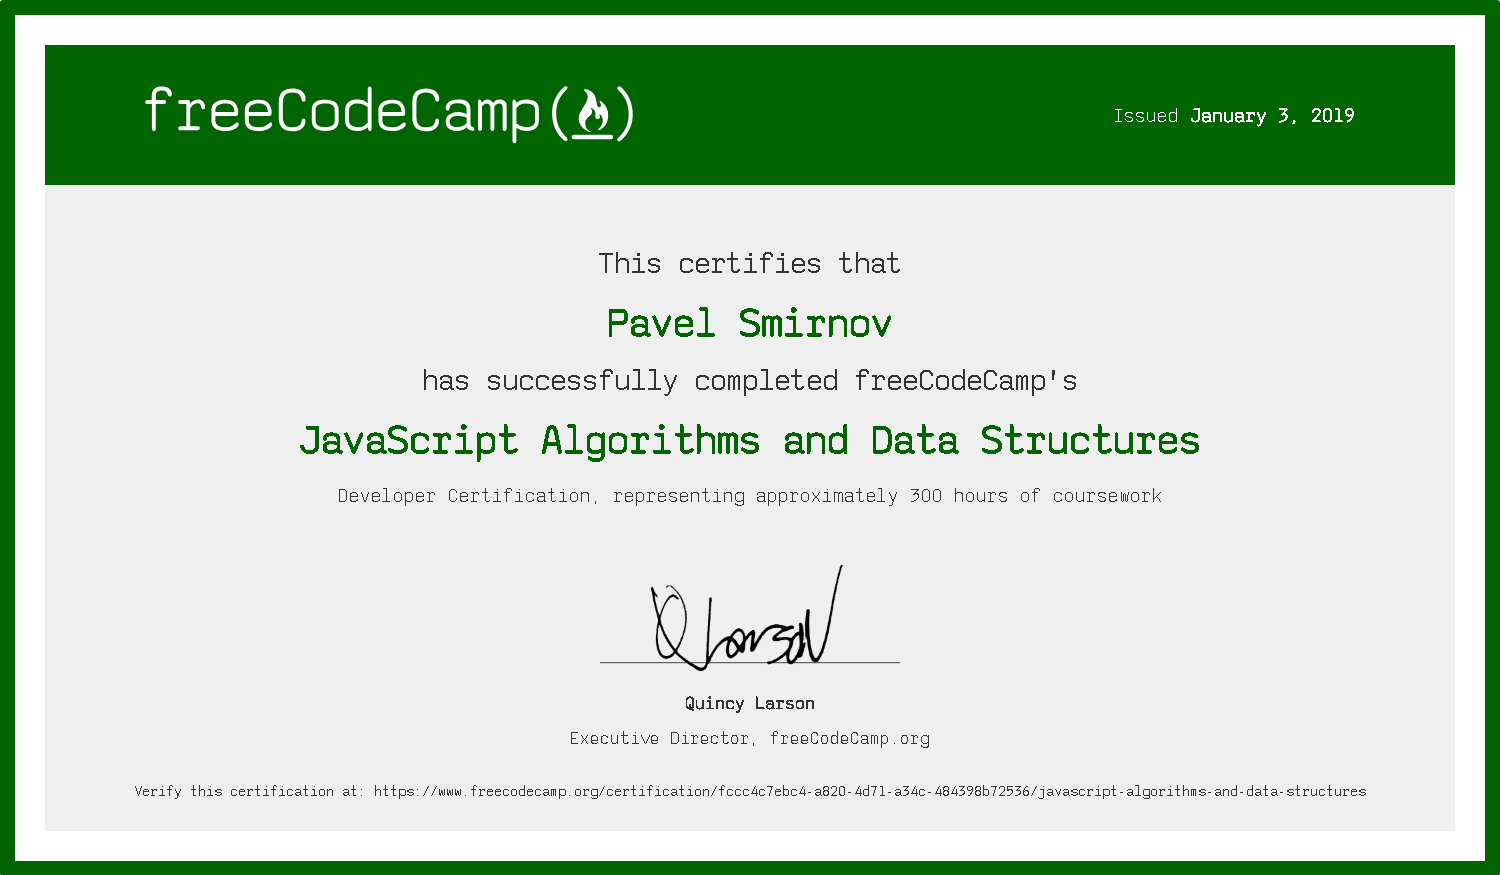 freeCodeCamp(🔥)
Issued January 3, 2019
This certifies that
Pavel Smirnov
has successfully completed freeCodeCamp's
JavaScript Algorithms and Data Structures
Developer Certification, representing approximately 300 hours of coursework
Q Larson
Quincy Larson
Executive Director, freeCodeCamp.org
Verify this certification at: https://www.freecodecamp.org/certification/fccc4c7ebc4-a820-4d71-a34c-484398b72536/javascript-algorithms-and-data-structures